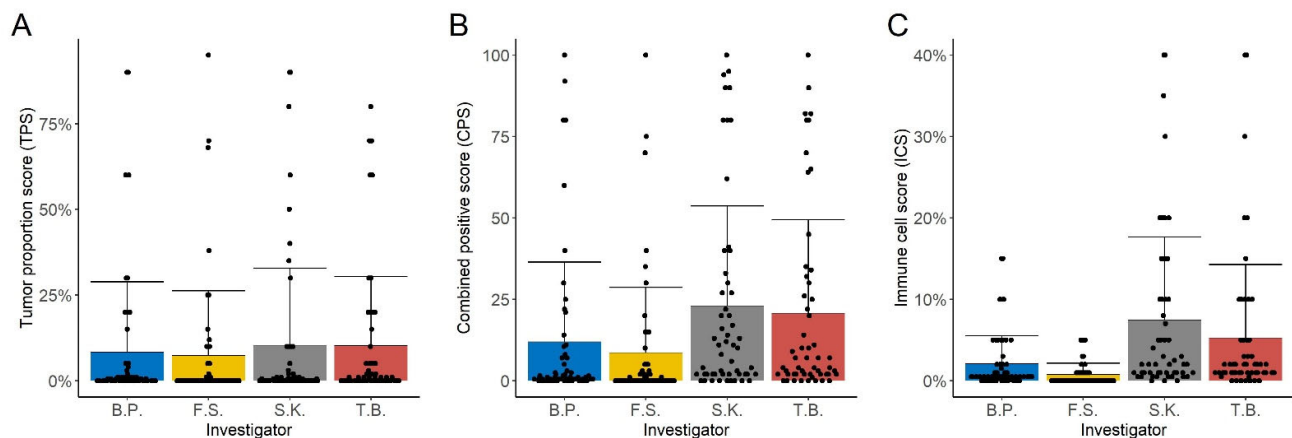 A
Tumor proportion score (TPS)
75%
50%
25%
0%
B.P. F.S. S.K. T.B.
Investigator
B
Combined positive score (CPS)
100
75
50
25
0
B.P. F.S. S.K. T.B.
Investigator
C
Immune cell score (ICS)
40%
30%
20%
10%
0%
B.P. F.S. S.K. T.B.
Investigator